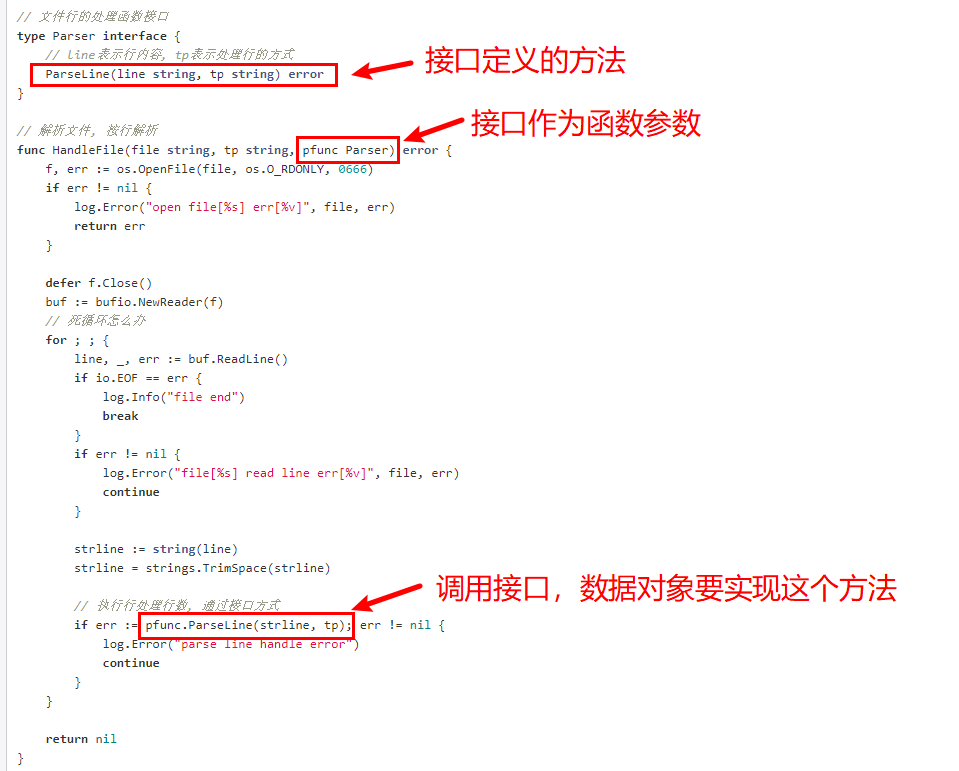 // 文件行的处理函数接口
type Parser interface {
    // line表示行内容, tp表示处理行的方式
    ParseLine(line string, tp string) error
接口定义的方法
}
// 解析文件, 按行解析
接口作为函数参数
func HandleFile(file string, tp string, pfunc Parser) error {
    f, err := os.OpenFile(file, os.O_RDONLY, 0666)
    if err != nil {
        log.Error("open file[%s] err[%v]", file, err)
        return err
    }
    defer f.Close()
    buf := bufio.NewReader(f)
    // 死循环怎么办
    for ; ; {
        line, _, err := buf.ReadLine()
        if io.EOF == err {
            log.Info("file end")
            break
        }
        if err != nil {
            log.Error("file[%s] read line err[%v]", file, err)
            continue
        }
        strline := string(line)
        strline = strings.TrimSpace(strline)
调用接口，数据对象要实现这个方法
        // 执行行处理行数, 通过接口方式
        if err := pfunc.ParseLine(strline, tp); err != nil {
            log.Error("parse line handle error")
            continue
        }
    }
    return nil
}